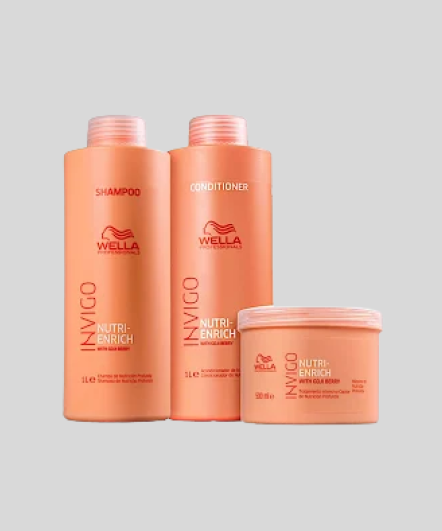 SHAMPOO
WELLA
PROFESSIONALS
INVIGO
NUTRI-
ENRICH
WITH GOJI BERRY
1L e
CONDITIONER
WELLA
PROFESSIONALS
INVIGO
NUTRI-
ENRICH
WITH GOJI BERRY
1L e
WELLA
INVIGO
NUTRI-
ENRICH
WITH GOJI BERRY
500 ml e